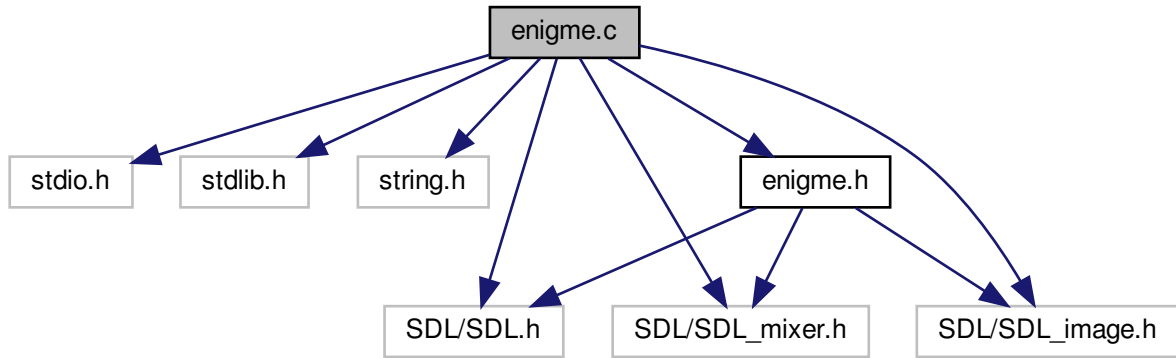 enigme.c
stdio.h
stdlib.h
string.h
enigme.h
SDL/SDL.h
SDL/SDL_mixer.h
SDL/SDL_image.h